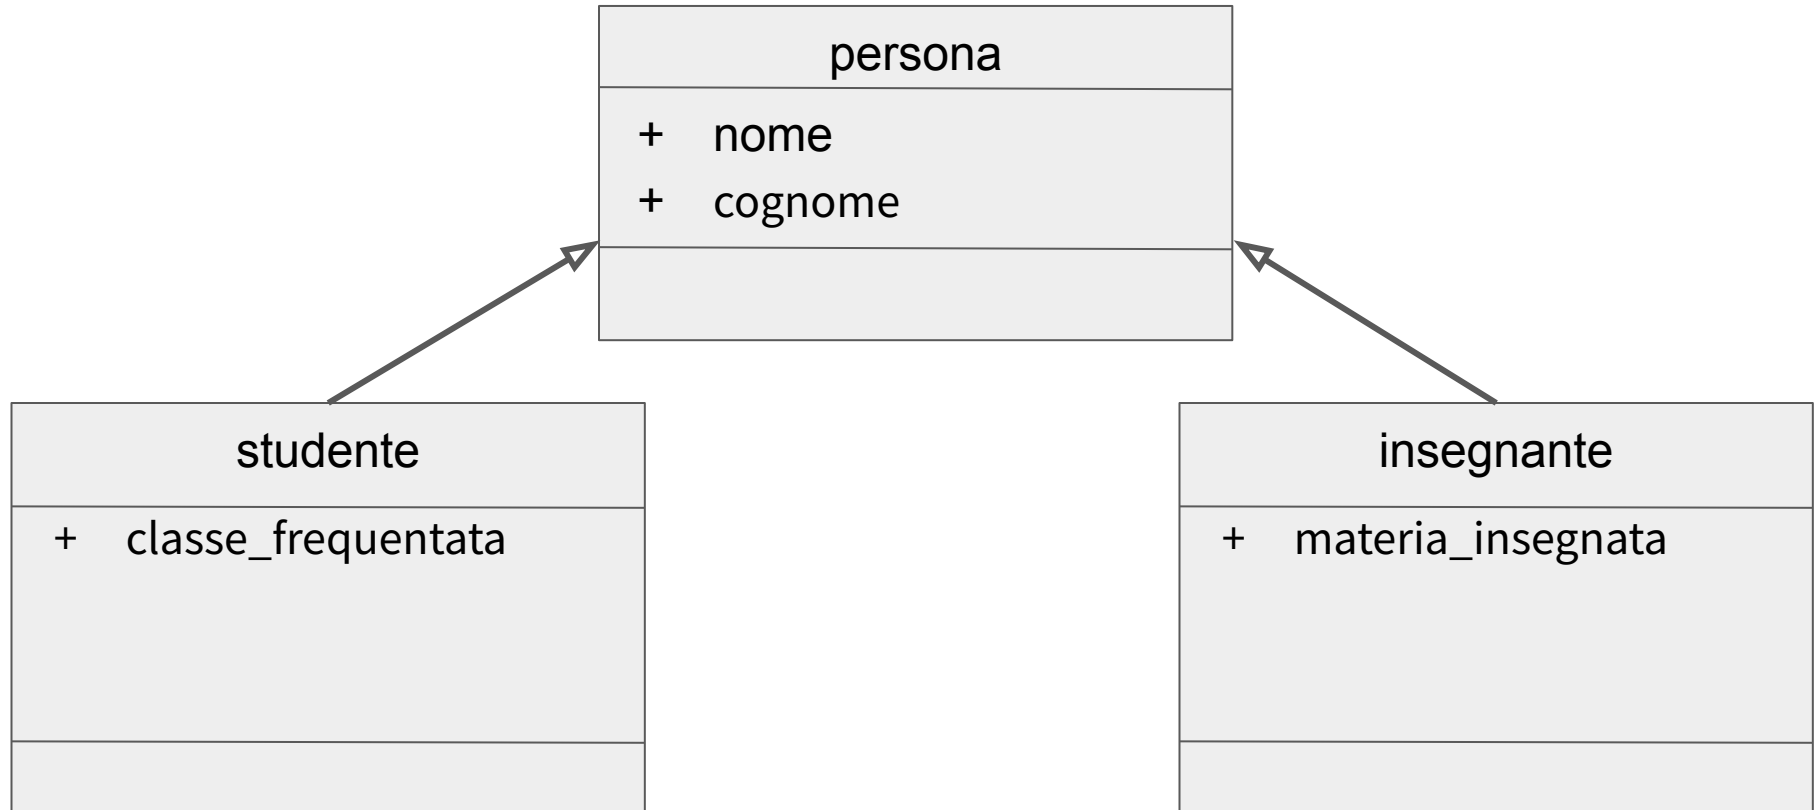 persona
+ nome
+ cognome
studente
+ classe_frequentata
insegnante
+ materia_insegnata